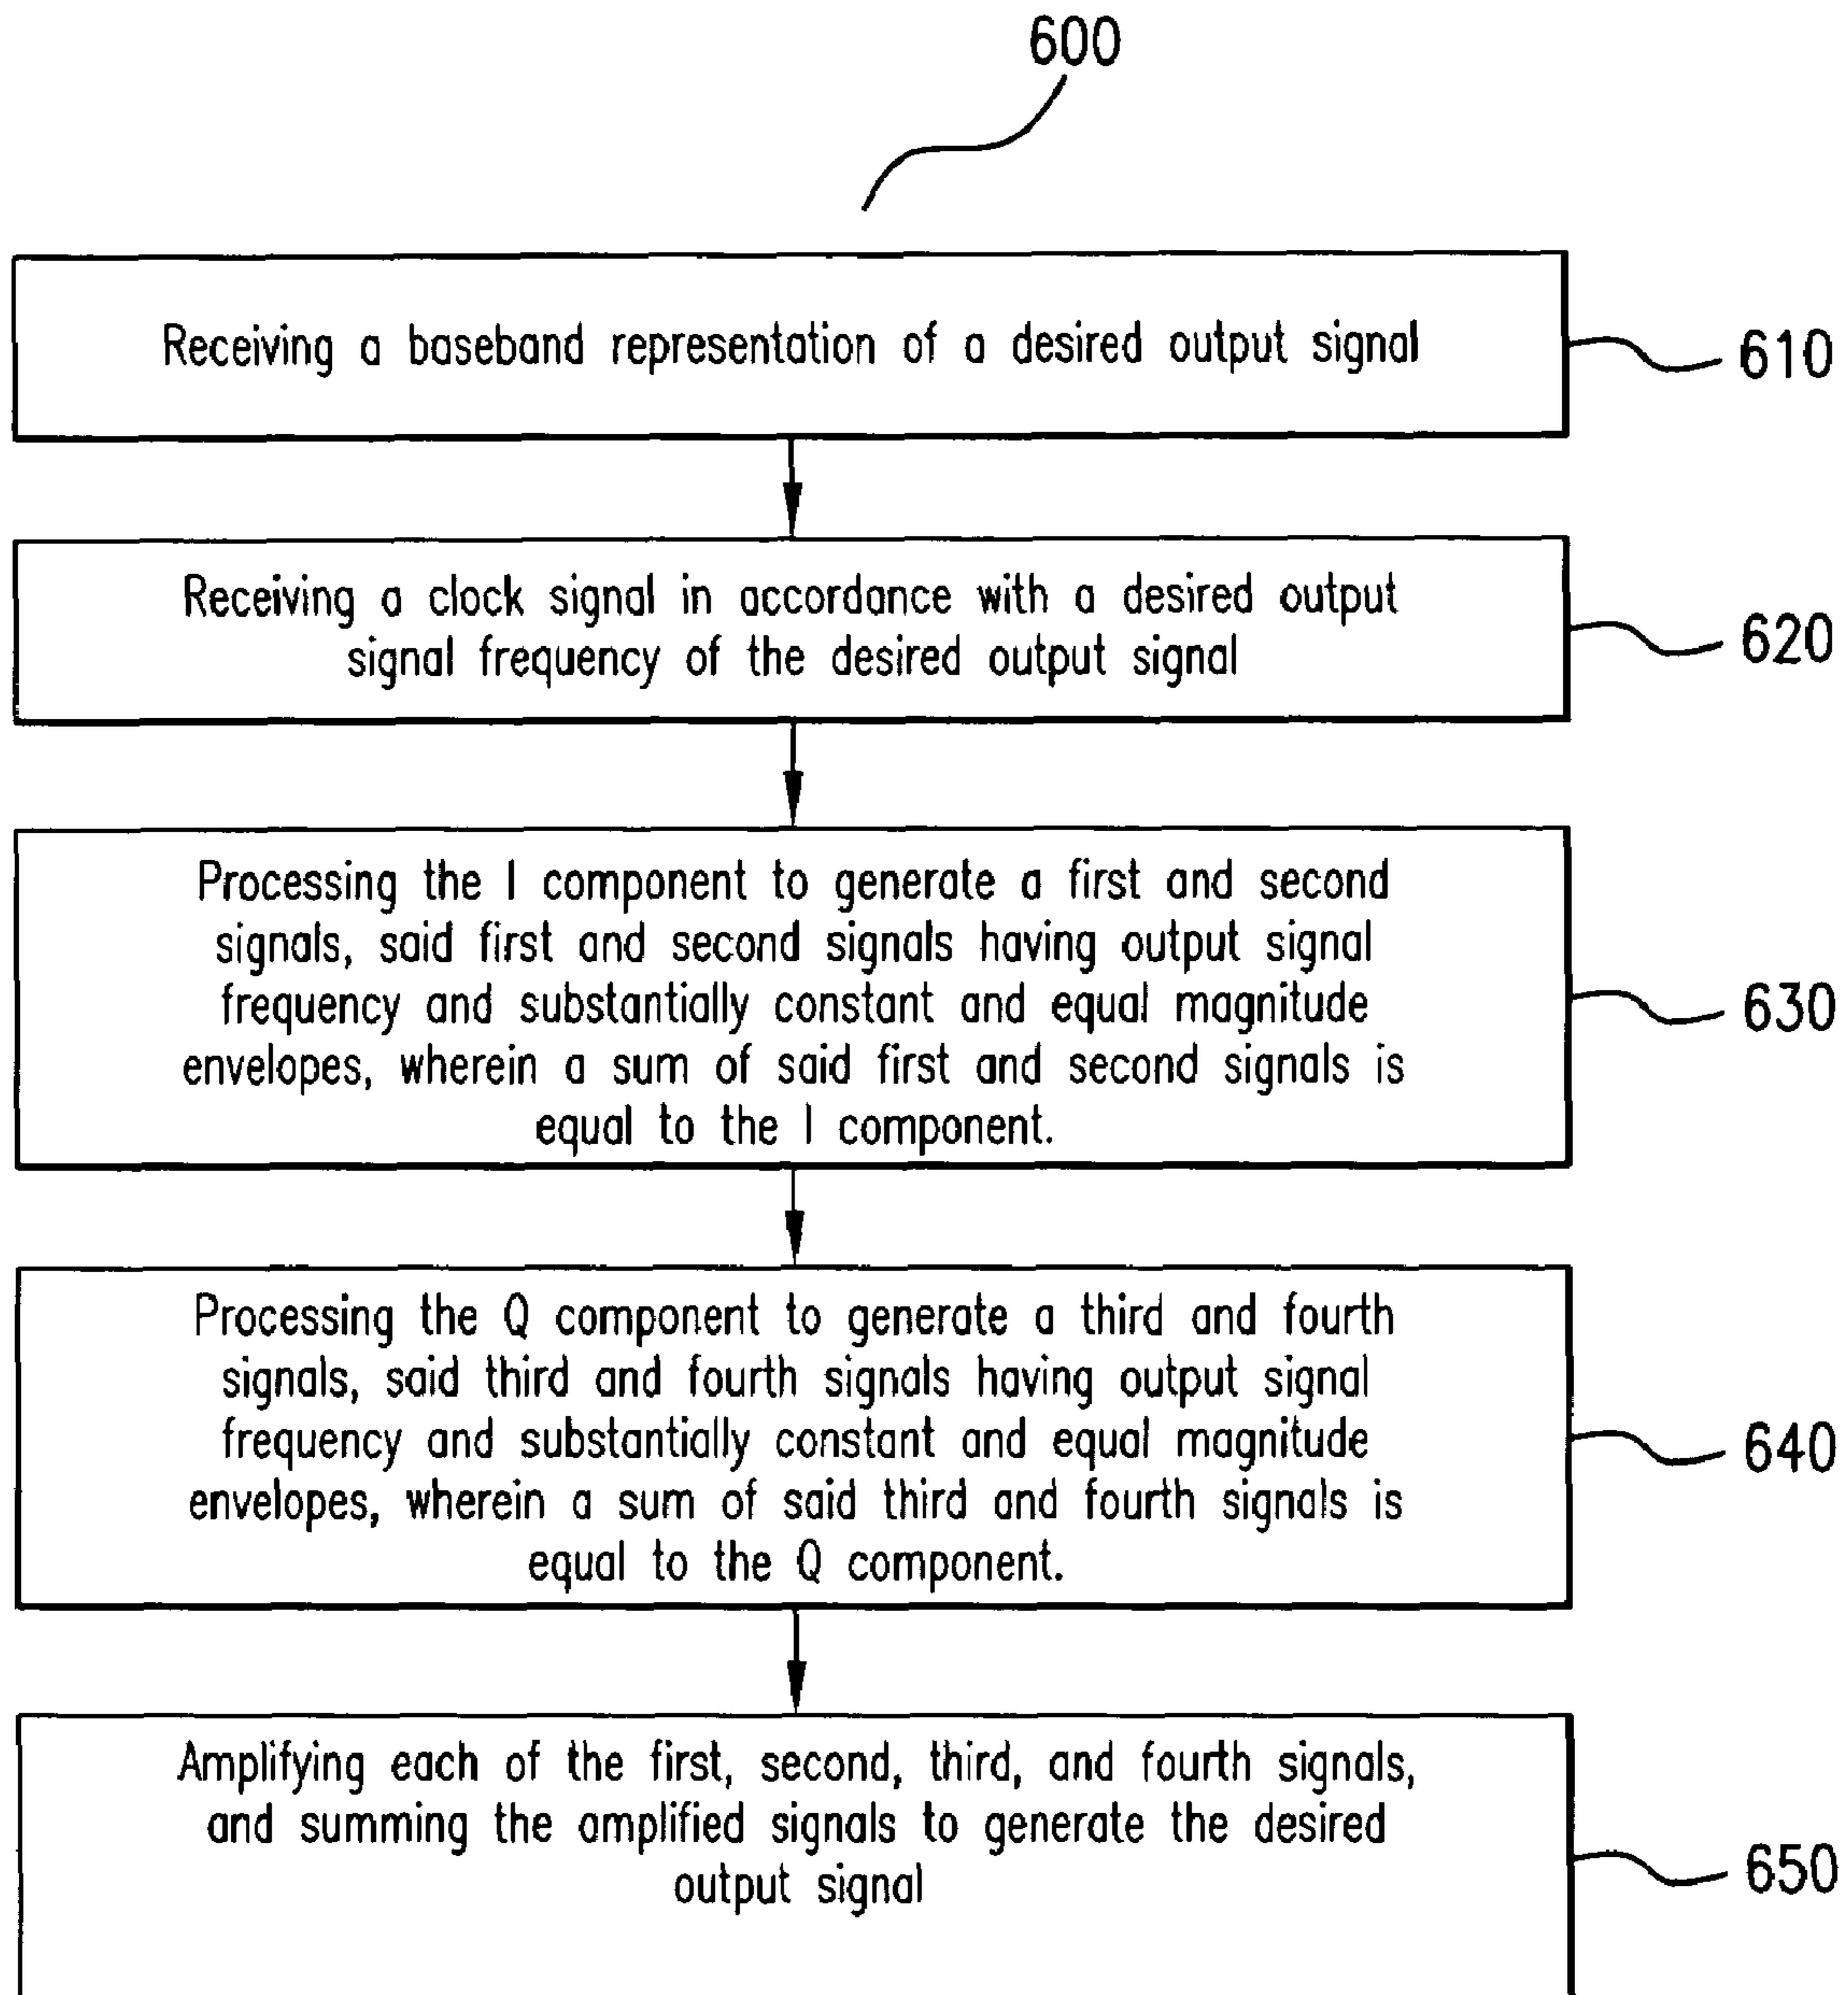 600
Receiving a baseband representation of a desired output signal
610
Receiving a clock signal in accordance with a desired output
signal frequency of the desired output signal
620
Processing the I component to generate a first and second
signals, said first and second signals having output signal
frequency and substantially constant and equal magnitude
envelopes, wherein a sum of said first and second signals is
equal to the I component.
630
Processing the Q component to generate a third and fourth
signals, said third and fourth signals having output signal
frequency and substantially constant and equal magnitude
envelopes, wherein a sum of said third and fourth signals is
equal to the Q component.
640
Amplifying each of the first, second, third, and fourth signals,
and summing the amplified signals to generate the desired
output signal
650